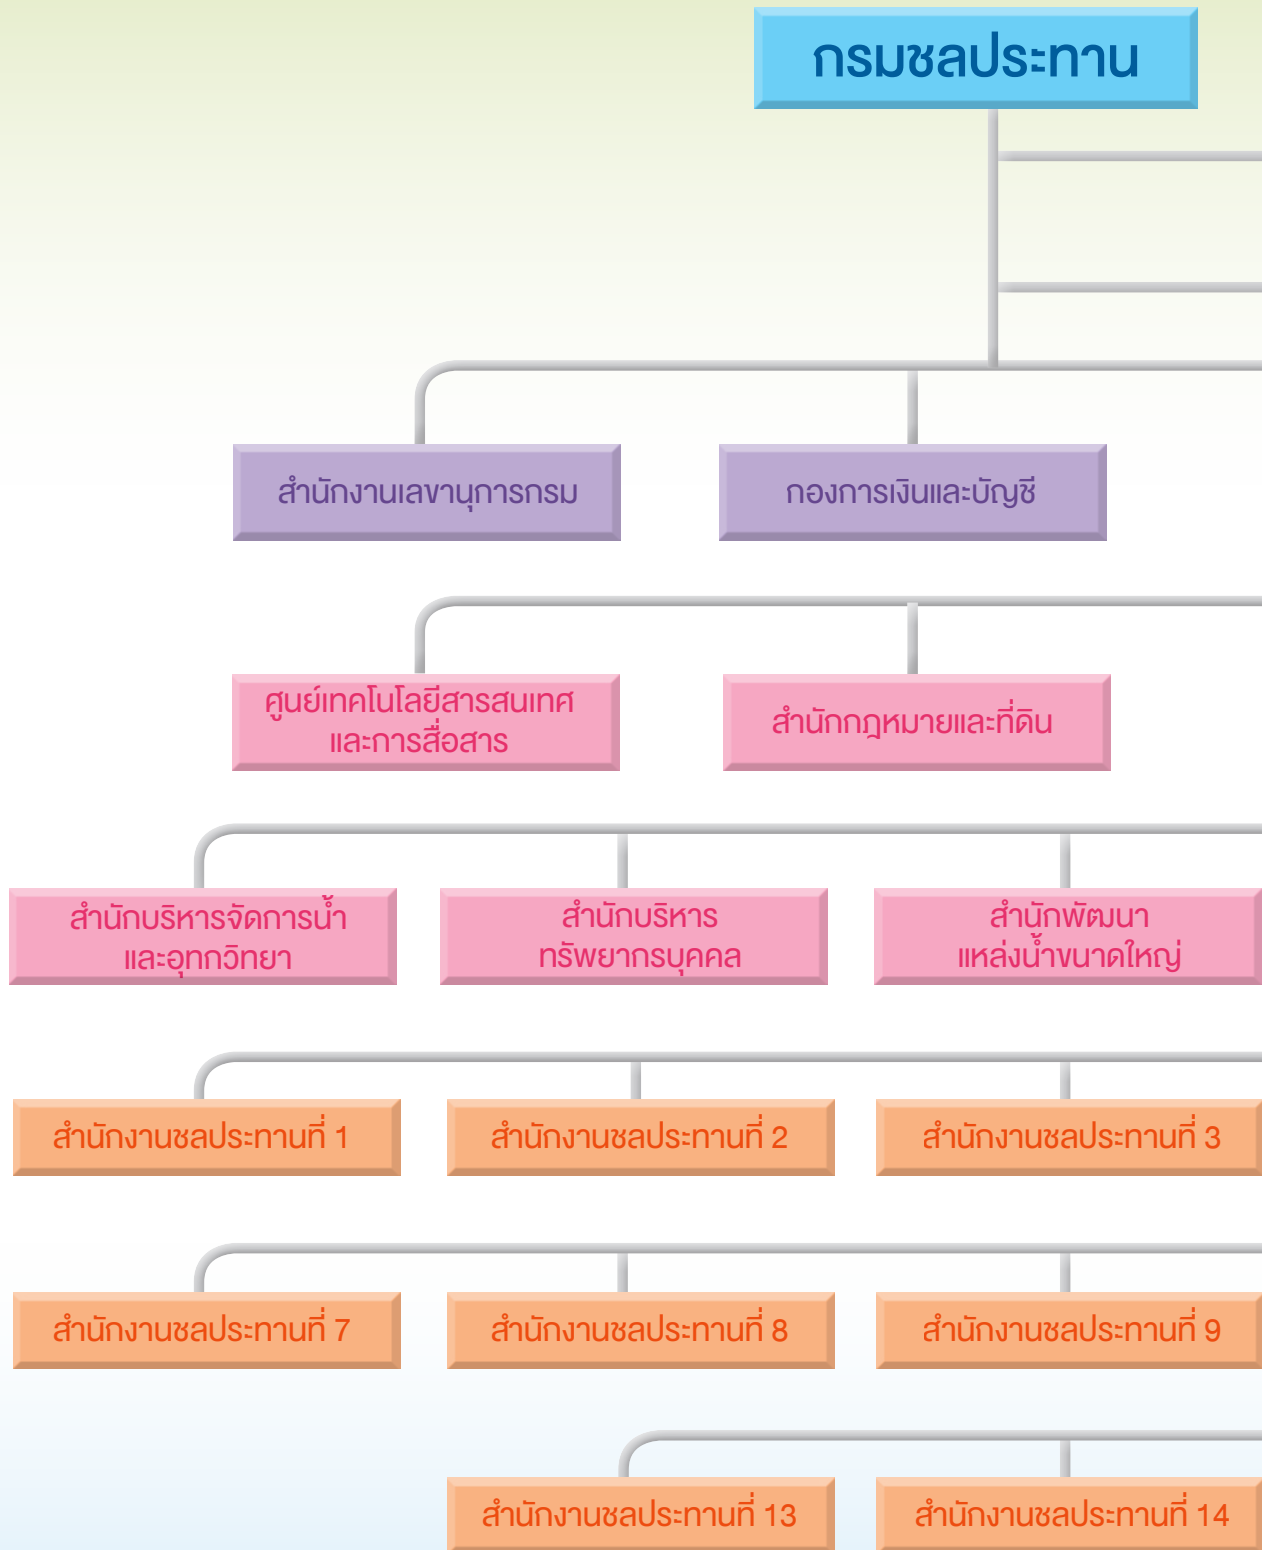 กรมชลประทาน
สำนักงานเลขานุการกรม
กองการเงินและบัญชี
ศูนย์เทคโนโลยีสารสนเทศ
และการสื่อสาร
สำนักกฎหมายและที่ดิน
สำนักบริหารจัดการน้ำ
และอุทกวิทยา
สำนักบริหาร
ทรัพยากรบุคคล
สำนักพัฒนา
แหล่งน้ำขนาดใหญ่
สำนักงานชลประทานที่ 1
สำนักงานชลประทานที่ 2
สำนักงานชลประทานที่ 3
สำนักงานชลประทานที่ 7
สำนักงานชลประทานที่ 8
สำนักงานชลประทานที่ 9
สำนักงานชลประทานที่ 13
สำนักงานชลประทานที่ 14